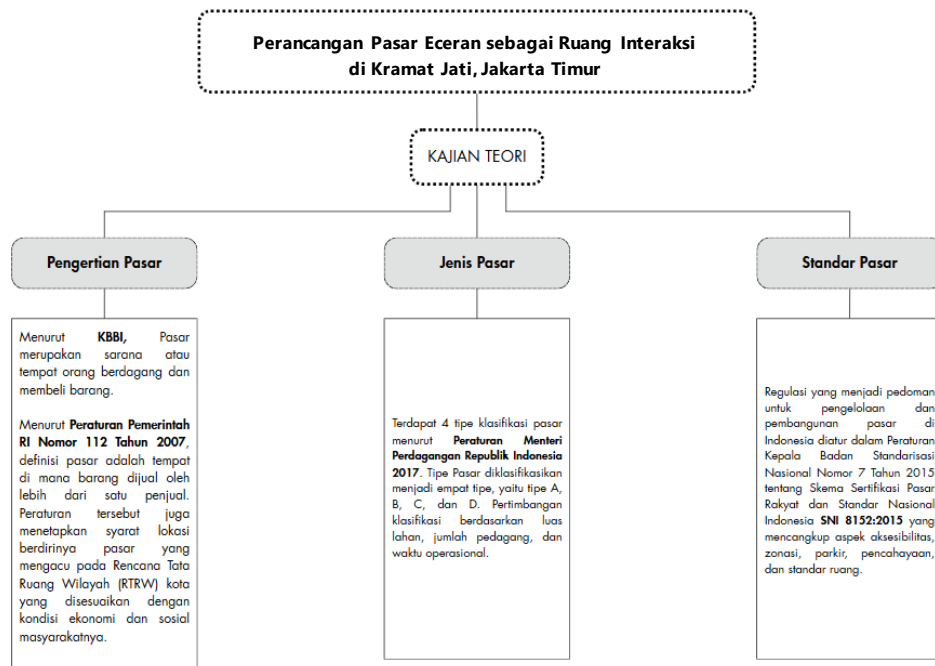 Perancangan Pasar Eceran sebagai Ruang Interaksi
di Kramat Jati, Jakarta Timur
KAJIAN TEORI
Pengertian Pasar
Menurut KBBI, Pasar
merupakan sarana atau
tempat orang berdagang dan
membeli barang.
Menurut Peraturan Pemerintah
RI Nomor 112 Tahun 2007,
definisi pasar adalah tempat
di mana barang dijual oleh
lebih dari satu penjual.
Peraturan tersebut juga
menetapkan syarat lokasi
berdirinya pasar yang
mengacu pada Rencana Tata
Ruang Wilayah (RTRW) kota
yang disesuaikan dengan
kondisi ekonomi dan sosial
masyarakatnya.
Jenis Pasar
Terdapat 4 tipe klasifikasi pasar
menurut Peraturan Menteri
Perdagangan Republik Indonesia
2017. Tipe Pasar diklasifikasikan
menjadi empat tipe, yaitu tipe A,
B, C, dan D. Pertimbangan
klasifikasi berdasarkan luas
lahan, jumlah pedagang, dan
waktu operasional.
Standar Pasar
Regulasi yang menjadi pedoman
untuk pengelolaan dan
pembangunan pasar di
Indonesia diatur dalam Peraturan
Kepala Badan Standarisasi
Nasional Nomor 7 Tahun 2015
tentang Skema Sertifikasi Pasar
Rakyat dan Standar Nasional
Indonesia SNI 8152:2015 yang
mencangkup aspek aksesibilitas,
zonasi, parkir, pencahayaan,
dan standar ruang.